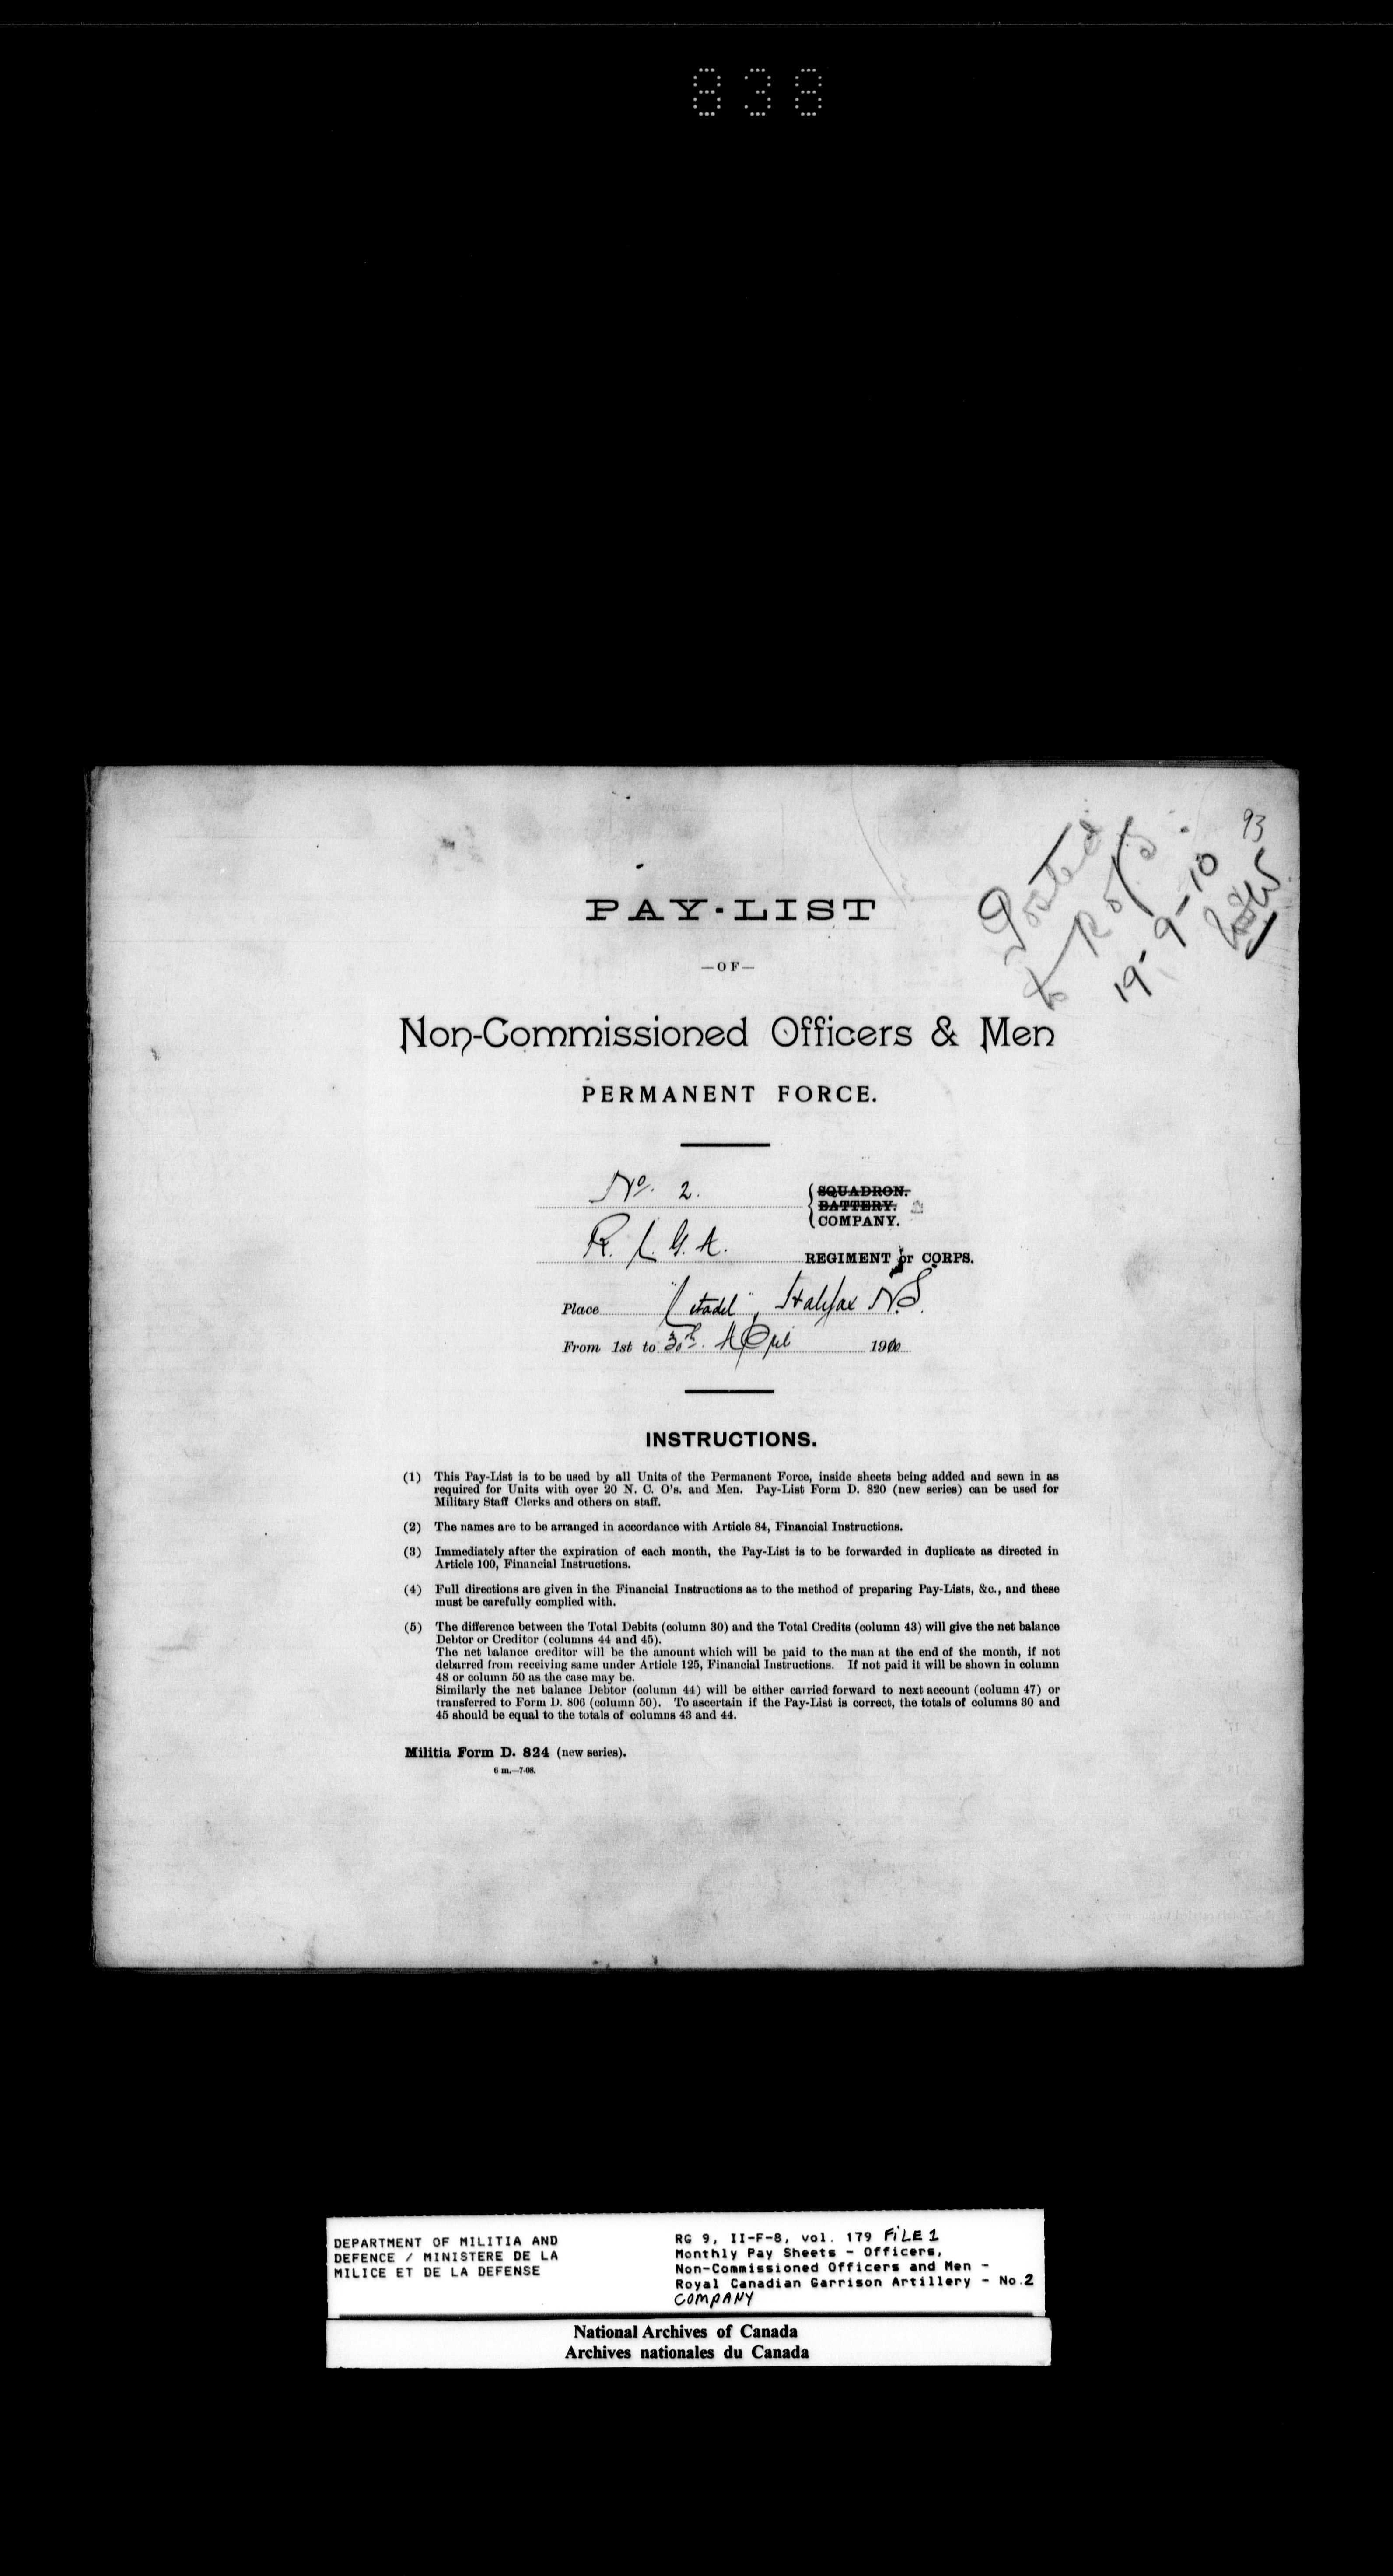 838
93
Posted
to
19-9-10
PAY-LIST
—OF—
Non-Commissioned Officers & Men
PERMANENT FORCE.
No. 2.
SQUADRON.
BATTERY.
COMPANY.
R. C. G. A. REGIMENT or CORPS.
Place "Citadel", Halifax N.S.
From 1st to 30th. April 1910
INSTRUCTIONS.
(1) This Pay-List is to be used by all Units of the Permanent Force, inside sheets being added and sewn in as
required for Units with over 20 N. C. O's. and Men. Pay-List Form D. 820 (new series) can be used for
Military Staff Clerks and others on staff.
(2) The names are to be arranged in accordance with Article 84, Financial Instructions.
(3) Immediately after the expiration of each month, the Pay-List is to be forwarded in duplicate as directed in
Article 100, Financial Instructions.
(4) Full directions are given in the Financial Instructions as to the method of preparing Pay-Lists, &c., and these
must be carefully complied with.
(5) The difference between the Total Debits (column 30) and the Total Credits (column 43) will give the net balance
Debtor or Creditor (columns 44 and 45).
The net balance creditor will be the amount which will be paid to the man at the end of the month, if not
debarred from receiving same under Article 125, Financial Instructions. If not paid it will be shown in column
48 or column 50 as the case may be.
Similarly the net balance Debtor (column 44) will be either carried forward to next account (column 47) or
transferred to Form D. 806 (column 50). To ascertain if the Pay-List is correct, the totals of columns 30 and
45 should be equal to the totals of columns 43 and 44.
Militia Form D. 824 (new series).
6 m.—7-08.
DEPARTMENT OF MILITIA AND
DEFENCE / MINISTERE DE LA
MILICE ET DE LA DEFENSE
RG 9, II-F-8, vol. 179 FILE 1
Monthly Pay Sheets - Officers,
Non-Commissioned Officers and Men -
Royal Canadian Garrison Artillery - No.2
COMPANY
National Archives of Canada
Archives nationales du Canada